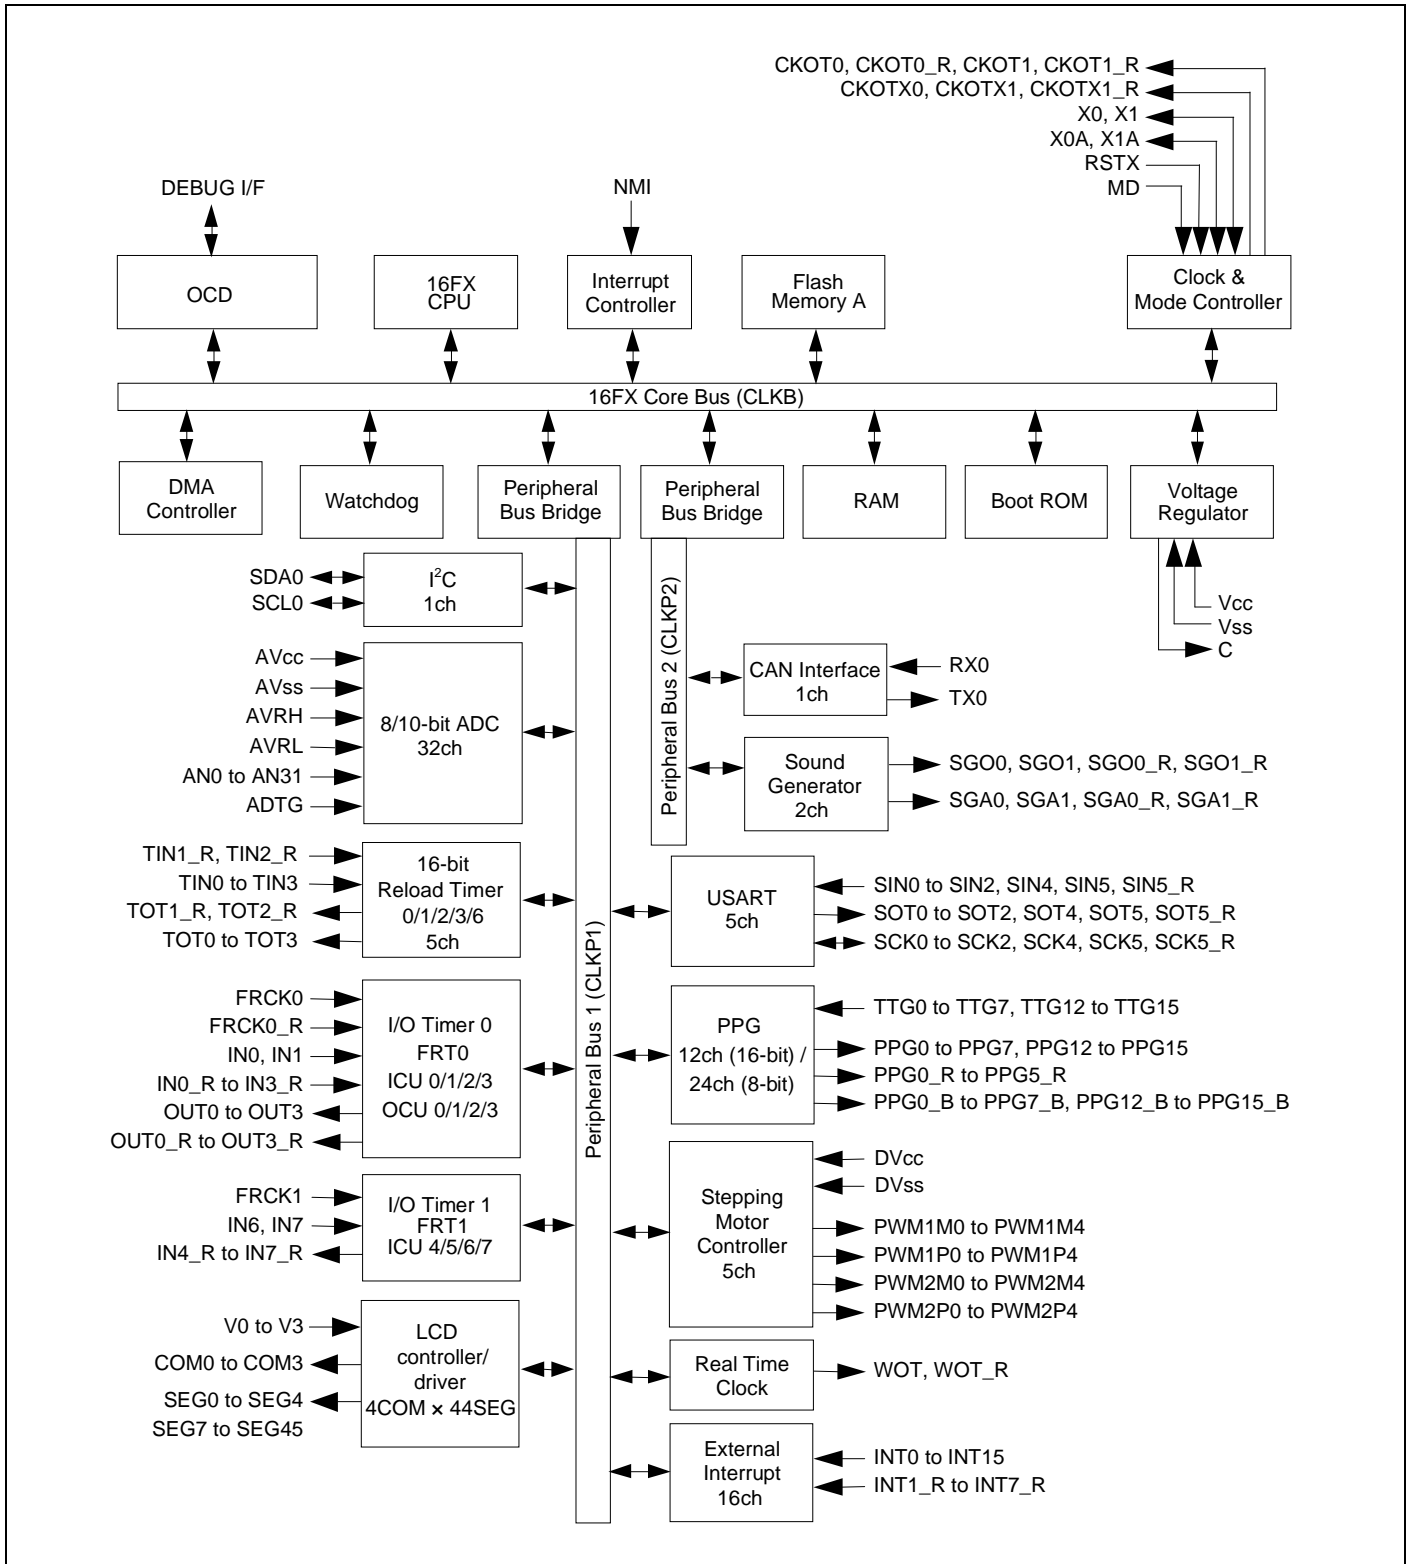 CKOT0, CKOT0_R, CKOT1, CKOT1_R
CKOTX0, CKOTX1, CKOTX1_R
X0, X1
X0A, X1A
RSTX
MD
DEBUG I/F
NMI
OCD
16FX
CPU
Interrupt
Controller
Flash
Memory A
Clock &
Mode Controller
16FX Core Bus (CLKB)
DMA
Controller
Watchdog
Peripheral
Bus Bridge
Peripheral
Bus Bridge
RAM
Boot ROM
Voltage
Regulator
Vcc
Vss
C
Peripheral Bus 1 (CLKP1)
Peripheral Bus 2 (CLKP2)
SDA0
SCL0
I²C
1ch
AVcc
AVss
AVRH
AVRL
AN0 to AN31
ADTG
8/10-bit ADC
32ch
TIN1_R, TIN2_R
TIN0 to TIN3
TOT1_R, TOT2_R
TOT0 to TOT3
16-bit
Reload Timer
0/1/2/3/6
5ch
FRCK0
FRCK0_R
IN0, IN1
IN0_R to IN3_R
OUT0 to OUT3
OUT0_R to OUT3_R
I/O Timer 0
FRT0
ICU 0/1/2/3
OCU 0/1/2/3
FRCK1
IN6, IN7
IN4_R to IN7_R
I/O Timer 1
FRT1
ICU 4/5/6/7
V0 to V3
COM0 to COM3
SEG0 to SEG4
SEG7 to SEG45
LCD
controller/
driver
4COM × 44SEG
CAN Interface
1ch
RX0
TX0
Sound
Generator
2ch
SGO0, SGO1, SGO0_R, SGO1_R
SGA0, SGA1, SGA0_R, SGA1_R
USART
5ch
SIN0 to SIN2, SIN4, SIN5, SIN5_R
SOT0 to SOT2, SOT4, SOT5, SOT5_R
SCK0 to SCK2, SCK4, SCK5, SCK5_R
PPG
12ch (16-bit) /
24ch (8-bit)
TTG0 to TTG7, TTG12 to TTG15
PPG0 to PPG7, PPG12 to PPG15
PPG0_R to PPG5_R
PPG0_B to PPG7_B, PPG12_B to PPG15_B
Stepping
Motor
Controller
5ch
DVcc
DVss
PWM1M0 to PWM1M4
PWM1P0 to PWM1P4
PWM2M0 to PWM2M4
PWM2P0 to PWM2P4
Real Time
Clock
WOT, WOT_R
External
Interrupt
16ch
INT0 to INT15
INT1_R to INT7_R